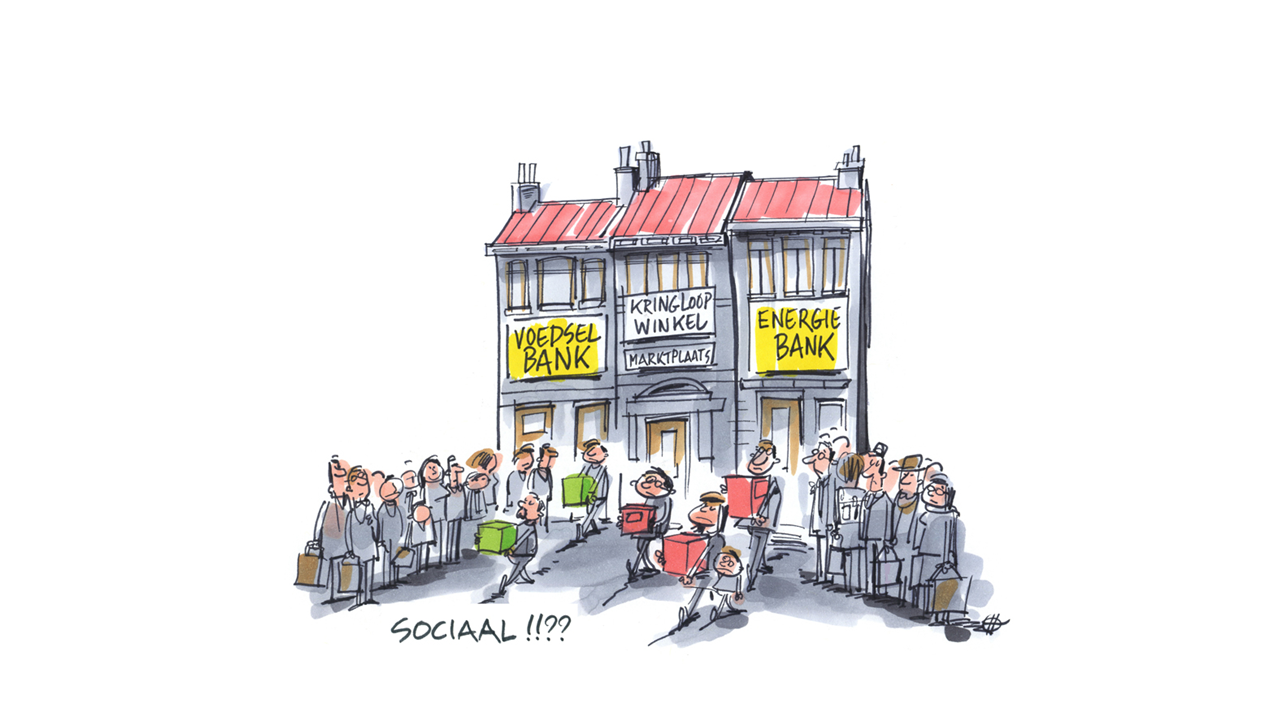 VOEDSEL
BANK
KRINGLOOP
WINKEL
MARKTPLAATS
ENERGIE
BANK
SOCIAAL !!??